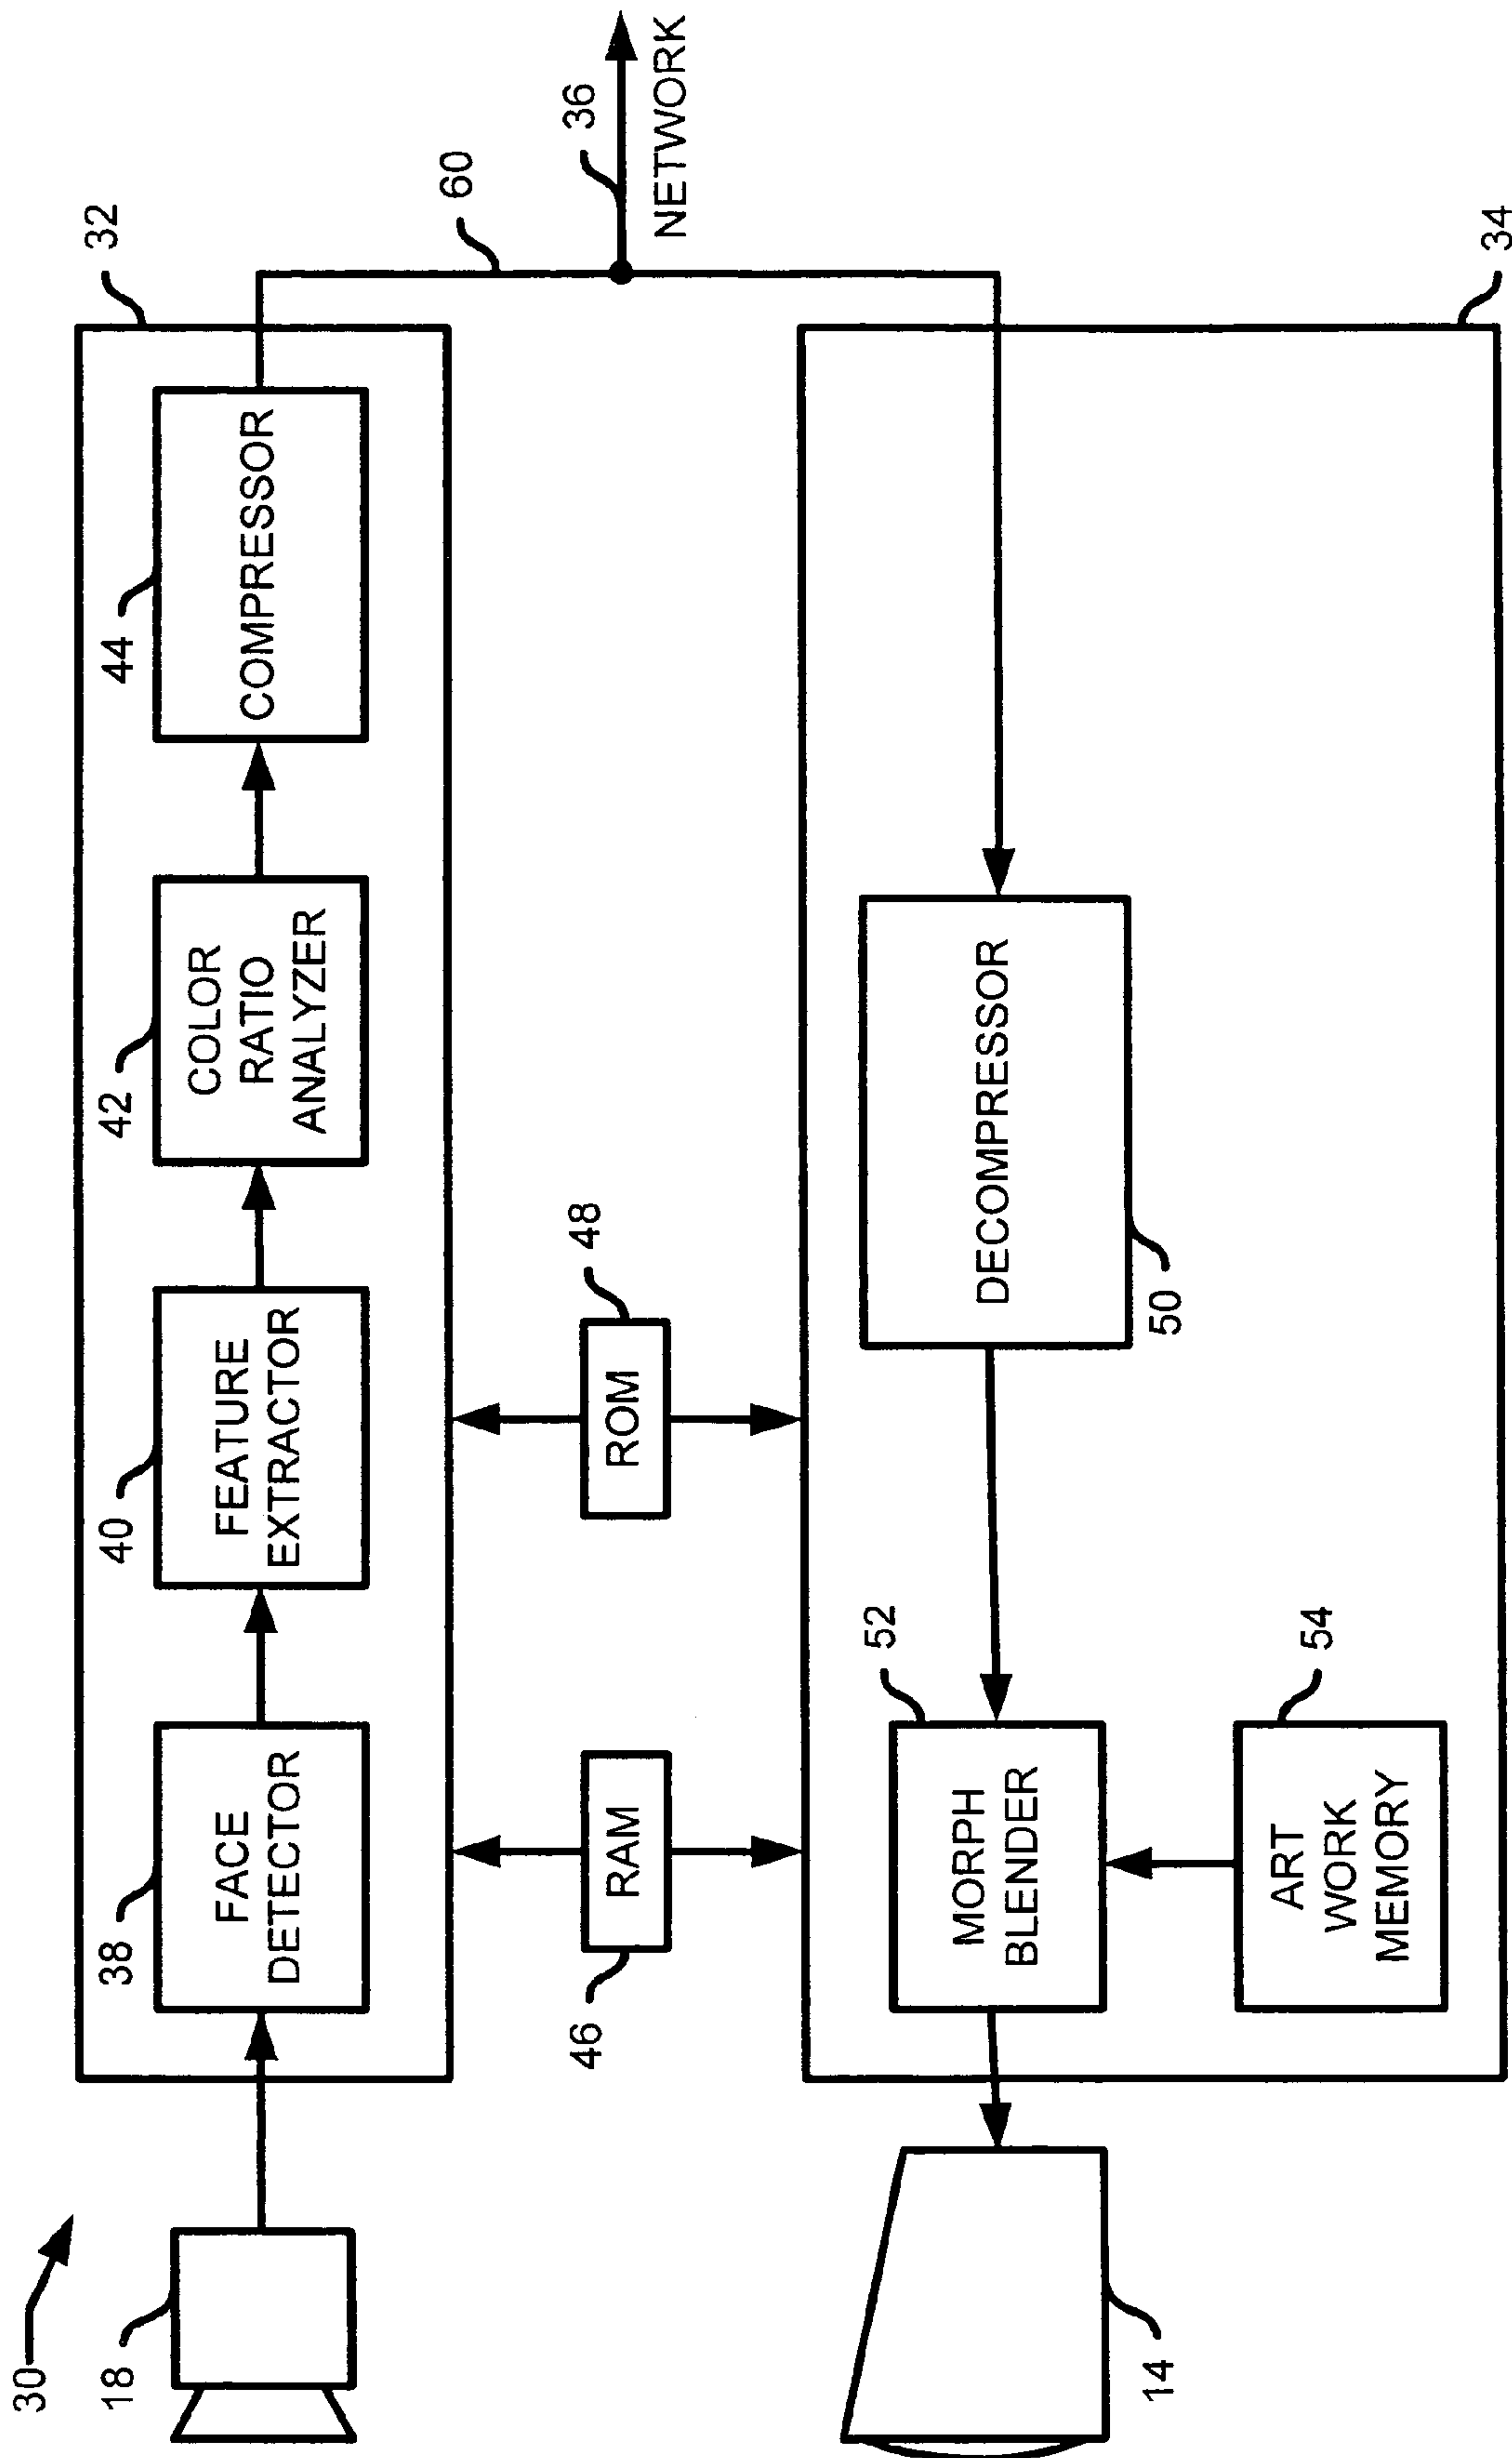 30
18
38
FACE
DETECTOR
40
FEATURE
EXTRACTOR
42
COLOR
RATIO
ANALYZER
44
COMPRESSOR
32
60
36
NETWORK
46
RAM
48
ROM
14
52
MORPH
BLENDER
54
ART
WORK
MEMORY
DECOMPRESSOR
50
34